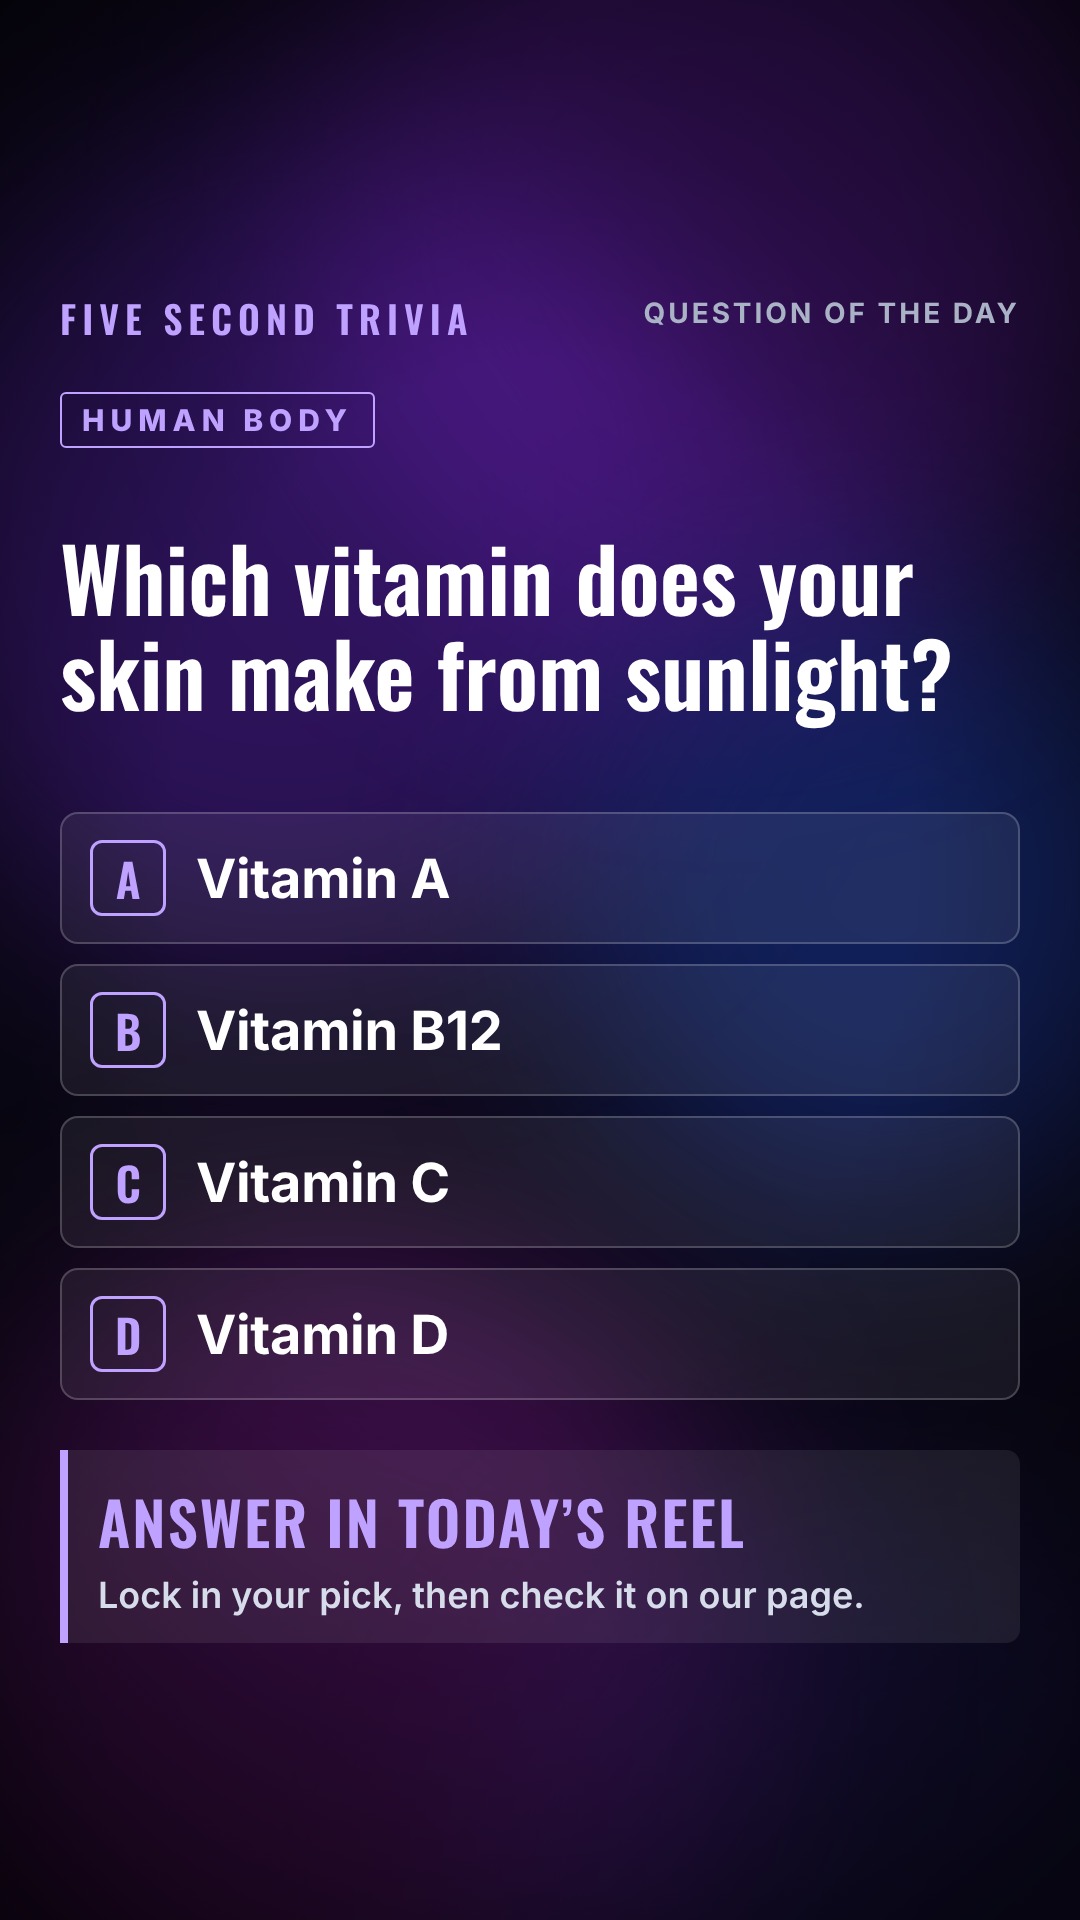 FIVE SECOND TRIVIA
QUESTION OF THE DAY
HUMAN BODY
Which vitamin does your
skin make from sunlight?
A Vitamin A
B Vitamin B12
C Vitamin C
D Vitamin D
ANSWER IN TODAY’S REEL
Lock in your pick, then check it on our page.